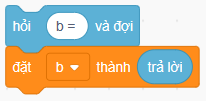 hỏi b = và đợi
đặt b thành trả lời